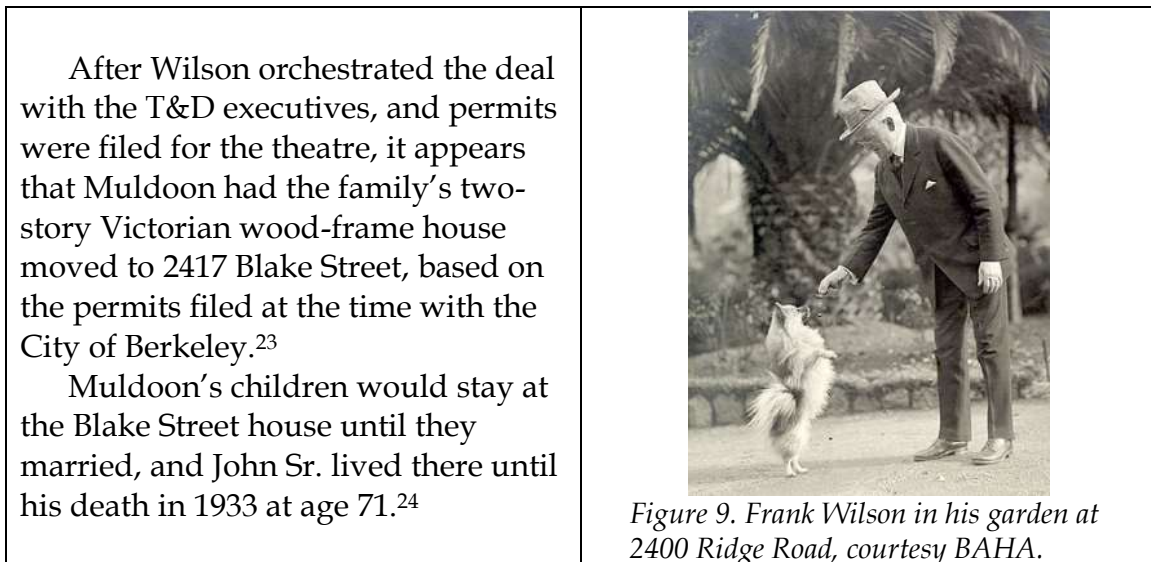 After Wilson orchestrated the deal
with the T&D executives, and permits
were filed for the theatre, it appears
that Muldoon had the family’s two-
story Victorian wood-frame house
moved to 2417 Blake Street, based on
the permits filed at the time with the
City of Berkeley.23
Muldoon’s children would stay at
the Blake Street house until they
married, and John Sr. lived there until
his death in 1933 at age 71.24
Figure 9. Frank Wilson in his garden at
2400 Ridge Road, courtesy BAHA.